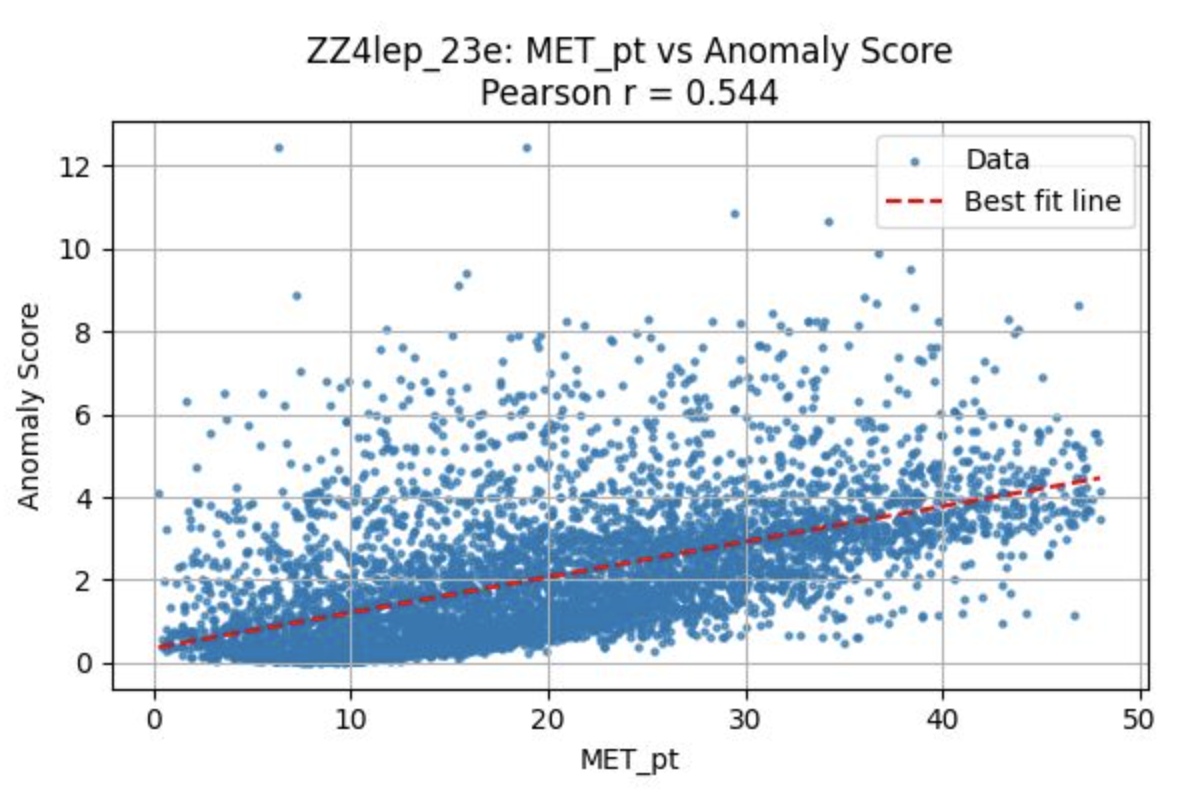 ZZ4lep_23e: MET_pt vs Anomaly Score
Pearson r = 0.544
Data
Best fit line
Anomaly Score
12
10
8
6
4
2
0
0 10 20 30 40 50
MET_pt